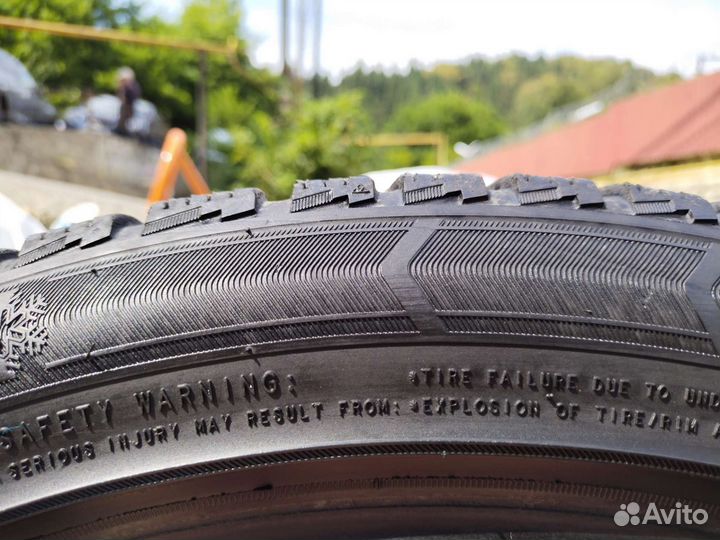 SAFETY WARNING: •TIRE FAILURE DUE TO UND
SERIOUS INJURY MAY RESULT FROM: •EXPLOSION OF TIRE/RIM
Avito